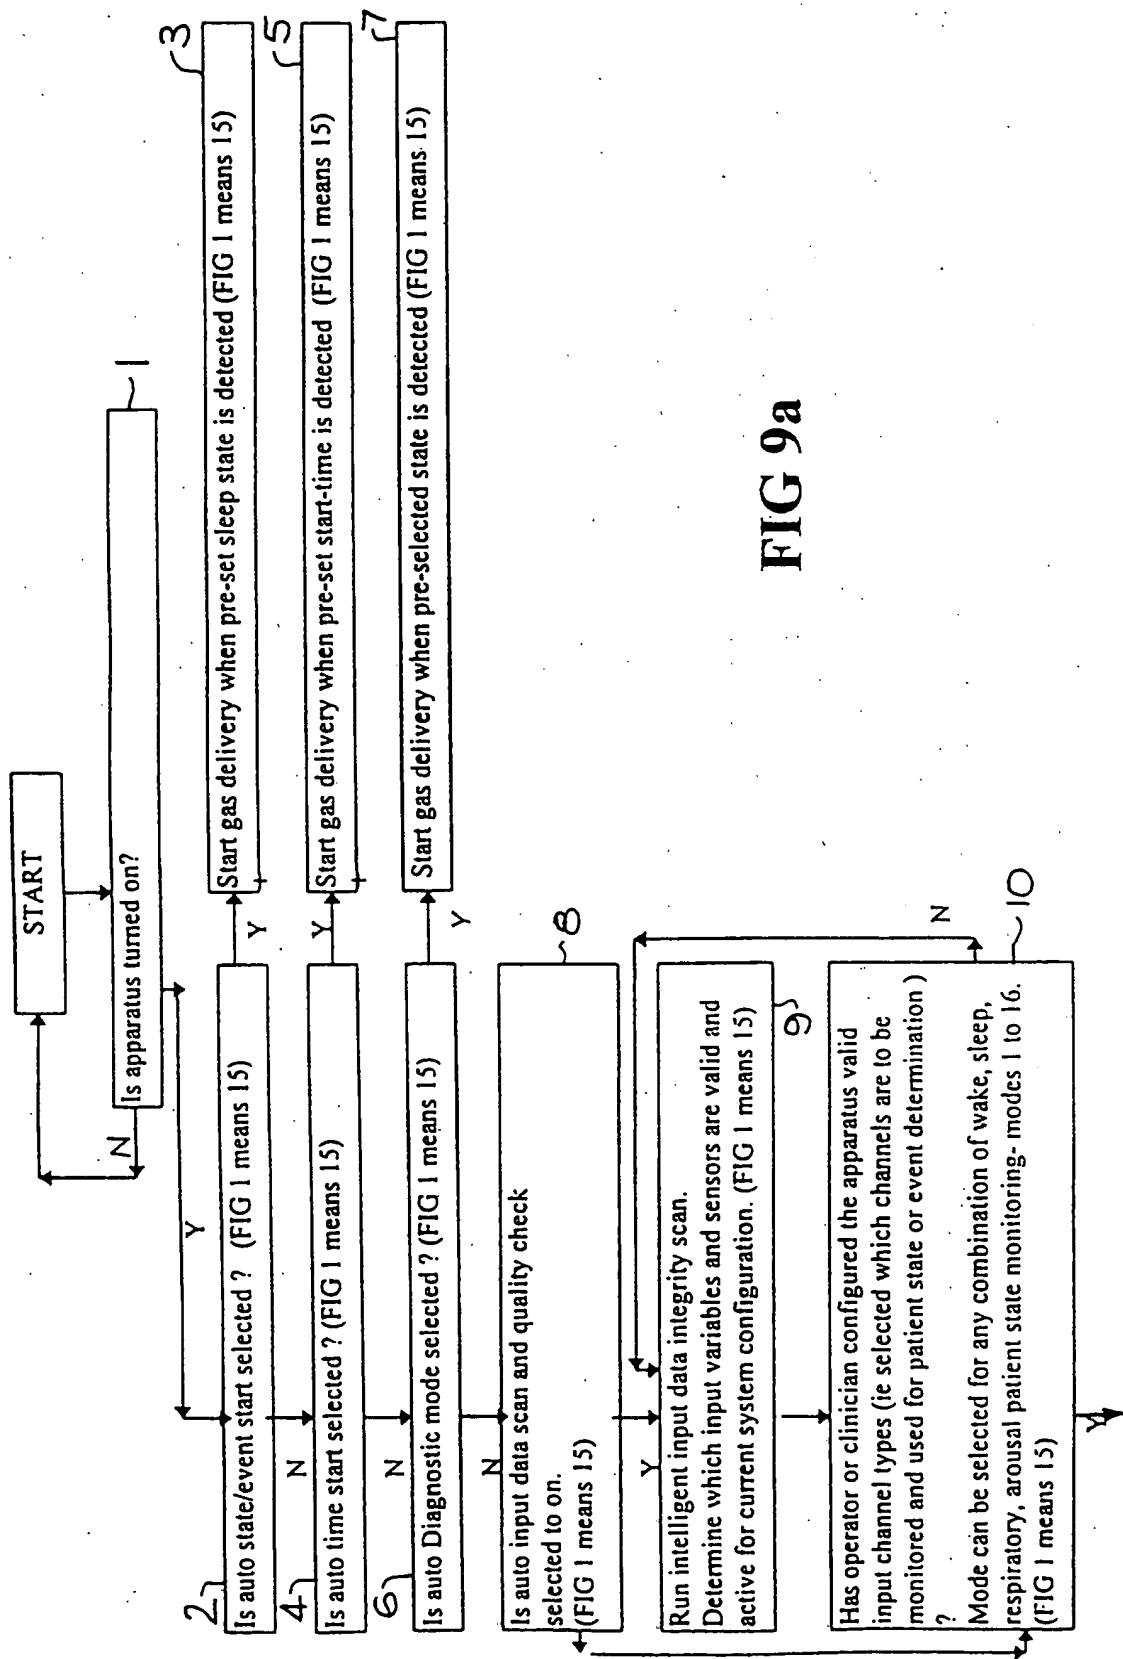 START
Is apparatus turned on?
1
N
Y
2
Is auto state/event start selected ? (FIG 1 means 15)
Y
Start gas delivery when pre-set sleep state is detected (FIG 1 means 15)
3
N
4
Is auto time start selected ? (FIG 1 means 15)
Y
Start gas delivery when pre-set start-time is detected (FIG 1 means 15)
5
N
6
Is auto Diagnostic mode selected ? (FIG 1 means 15)
Y
Start gas delivery when pre-selected state is detected (FIG 1 means 15)
7
N
Is auto input data scan and quality check
selected to on.
(FIG 1 means 15)
8
Y
Run intelligent input data integrity scan.
Determine which input variables and sensors are valid and
active for current system configuration. (FIG 1 means 15)
9
N
Has operator or clinician configured the apparatus valid
input channel types (ie selected which channels are to be
monitored and used for patient state or event determination )
?
Mode can be selected for any combination of wake, sleep,
respiratory, arousal patient state monitoring- modes 1 to 16.
(FIG 1 means 15)
10
Y
FIG 9a